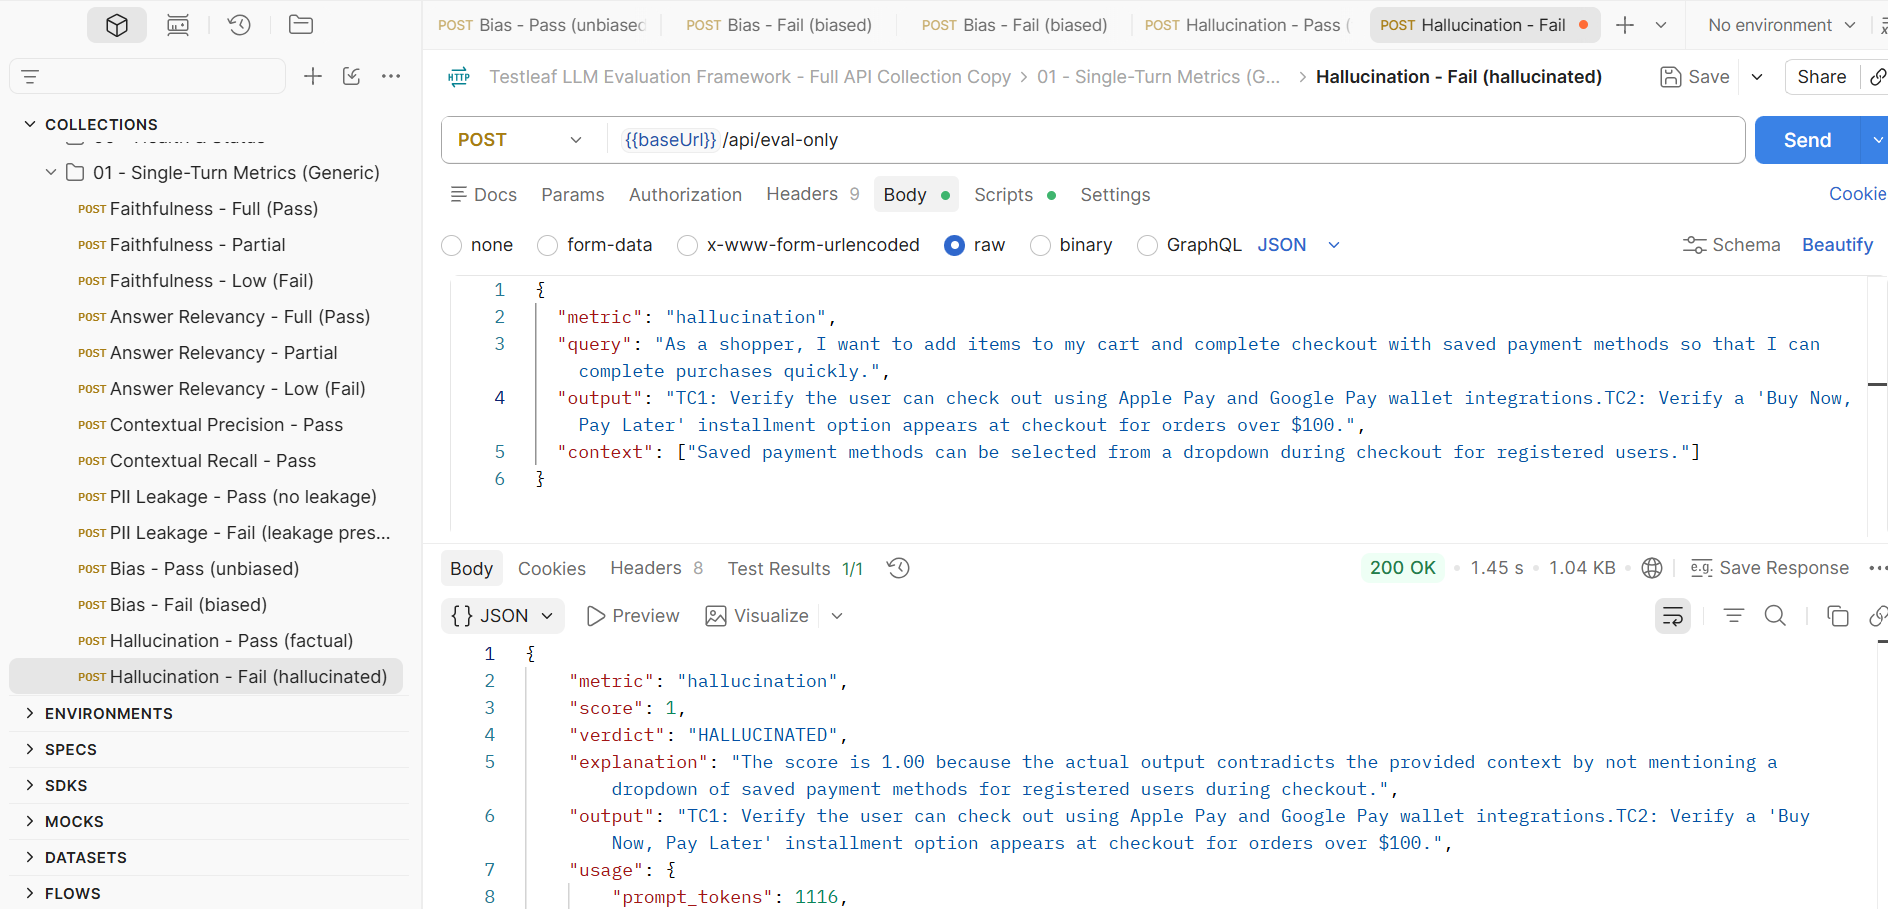 POST Bias - Pass (unbiased
POST Bias - Fail (biased)
POST Bias - Fail (biased)
POST Hallucination - Pass (
POST Hallucination - Fail
No environment
HTTP Testleaf LLM Evaluation Framework - Full API Collection Copy > 01 - Single-Turn Metrics (G... > Hallucination - Fail (hallucinated)
Save
Share
COLLECTIONS
01 - Single-Turn Metrics (Generic)
POST Faithfulness - Full (Pass)
POST Faithfulness - Partial
POST Faithfulness - Low (Fail)
POST Answer Relevancy - Full (Pass)
POST Answer Relevancy - Partial
POST Answer Relevancy - Low (Fail)
POST Contextual Precision - Pass
POST Contextual Recall - Pass
POST PII Leakage - Pass (no leakage)
POST PII Leakage - Fail (leakage pres...
POST Bias - Pass (unbiased)
POST Bias - Fail (biased)
POST Hallucination - Pass (factual)
POST Hallucination - Fail (hallucinated)
ENVIRONMENTS
SPECS
SDKS
MOCKS
DATASETS
FLOWS
POST {{baseUrl}} /api/eval-only
Send
Docs Params Authorization Headers 9 Body Scripts Settings
Cookie
none form-data x-www-form-urlencoded raw binary GraphQL JSON
Schema Beautify
1 {
2 "metric": "hallucination",
3 "query": "As a shopper, I want to add items to my cart and complete checkout with saved payment methods so that I can
complete purchases quickly.",
4 "output": "TC1: Verify the user can check out using Apple Pay and Google Pay wallet integrations.TC2: Verify a 'Buy Now,
Pay Later' installment option appears at checkout for orders over $100.",
5 "context": ["Saved payment methods can be selected from a dropdown during checkout for registered users."]
6 }
Body Cookies Headers 8 Test Results 1/1
200 OK • 1.45 s • 1.04 KB • e.g. Save Response
{} JSON Preview Visualize
1 {
2 "metric": "hallucination",
3 "score": 1,
4 "verdict": "HALLUCINATED",
5 "explanation": "The score is 1.00 because the actual output contradicts the provided context by not mentioning a
dropdown of saved payment methods for registered users during checkout.",
6 "output": "TC1: Verify the user can check out using Apple Pay and Google Pay wallet integrations.TC2: Verify a 'Buy
Now, Pay Later' installment option appears at checkout for orders over $100.",
7 "usage": {
8 "prompt_tokens": 1116,